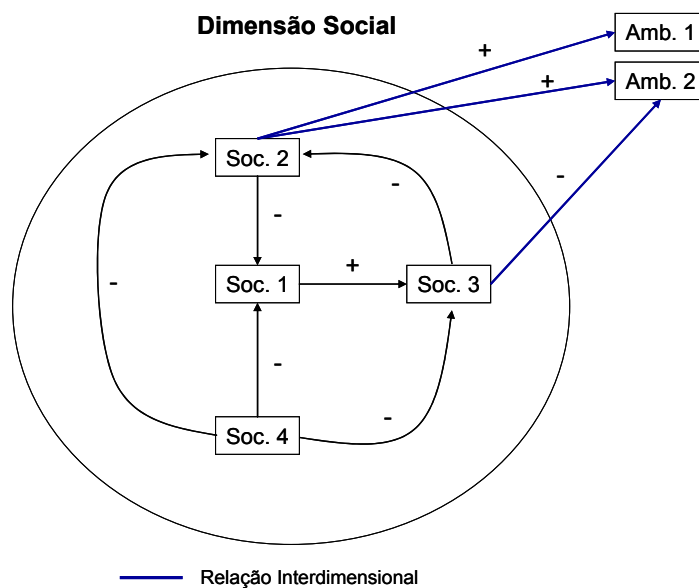 Dimensão Social
Amb. 1
+
Amb. 2
+
Soc. 2
-
-
-
Soc. 1
+
Soc. 3
-
-
-
Soc. 4
-
Relação Interdimensional